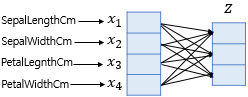 SepalLengthCm x₁
SepalWidthCm x₂
PetalLegnthCm x₃
PetalWidthCm x₄
z